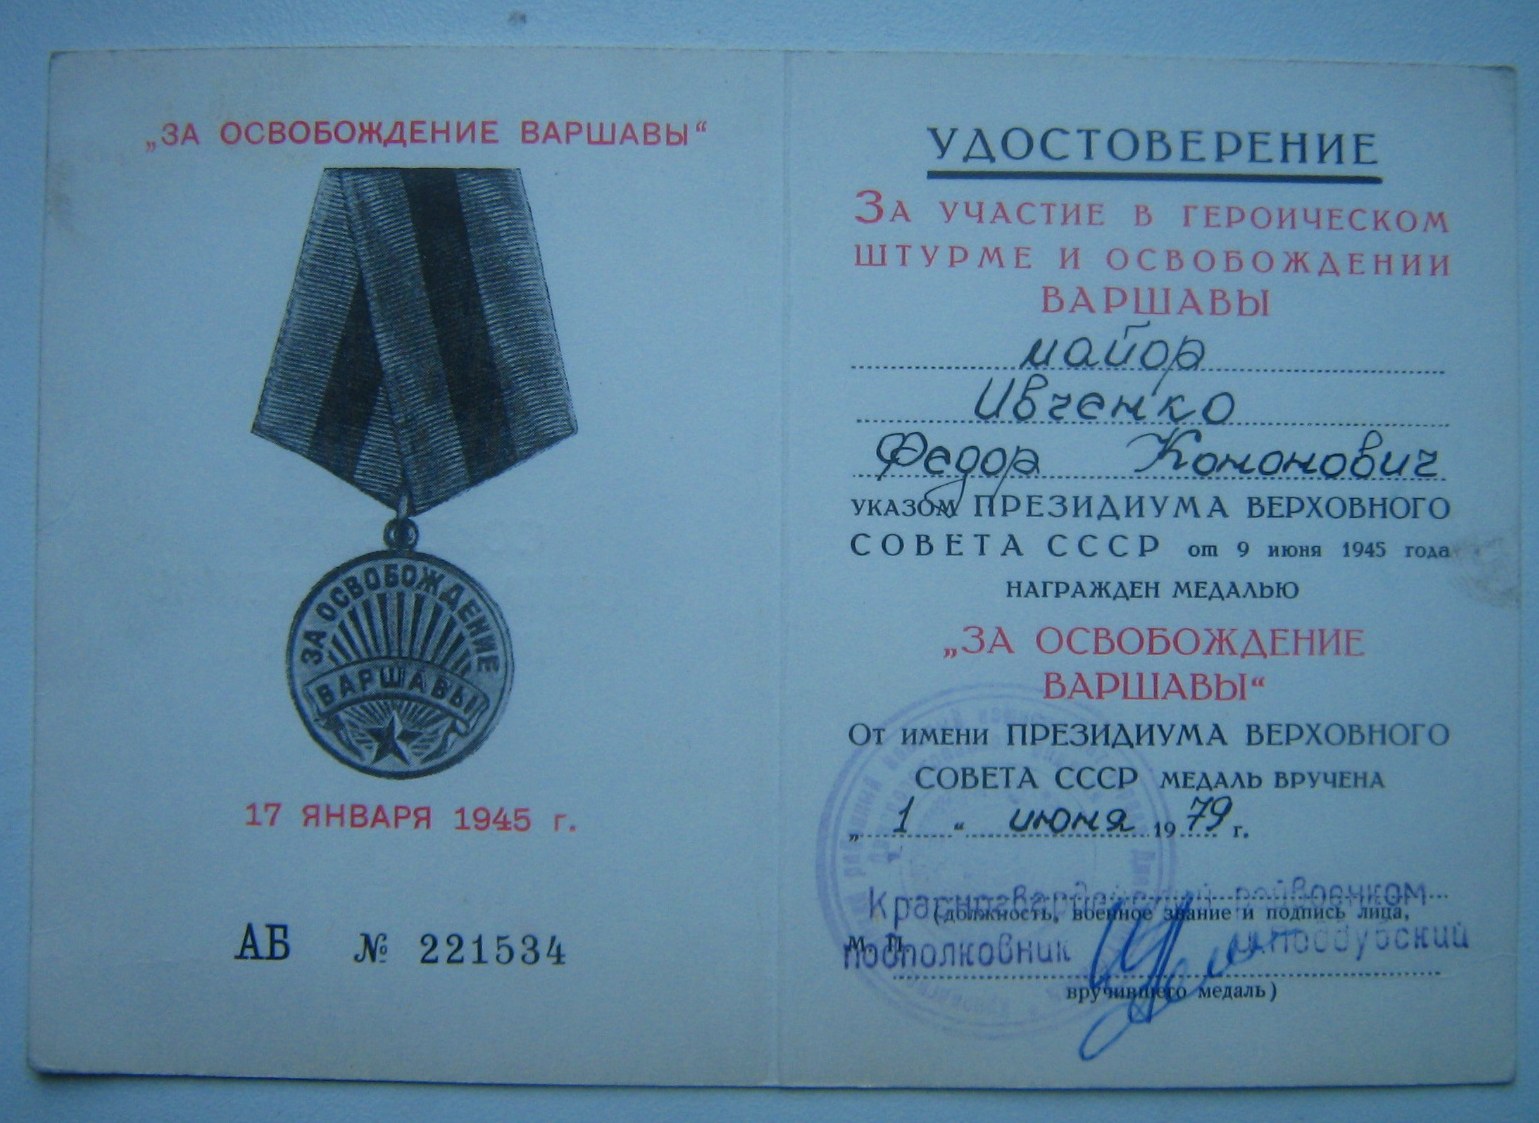 „ЗА ОСВОБОЖДЕНИЕ ВАРШАВЫ“
ЗА ОСВОБОЖДЕНИЕ
ВАРШАВЫ
17 ЯНВАРЯ 1945 г.
АБ № 221534
УДОСТОВЕРЕНИЕ
ЗА УЧАСТИЕ В ГЕРОИЧЕСКОМ
ШТУРМЕ И ОСВОБОЖДЕНИИ
ВАРШАВЫ
майор
Ивченко
Федор Кононович
УКАЗОМ ПРЕЗИДИУМА ВЕРХОВНОГО
СОВЕТА СССР от 9 июня 1945 года
НАГРАЖДЕН МЕДАЛЬЮ
„ЗА ОСВОБОЖДЕНИЕ
ВАРШАВЫ“
ОТ ИМЕНИ ПРЕЗИДИУМА ВЕРХОВНОГО
СОВЕТА СССР МЕДАЛЬ ВРУЧЕНА
„ 1 “ июня 1979 г.
Красногвардейский райвоенком
(должность, военное звание и подпись лица,
М. П.
подполковник Поддубский
вручившего медаль)